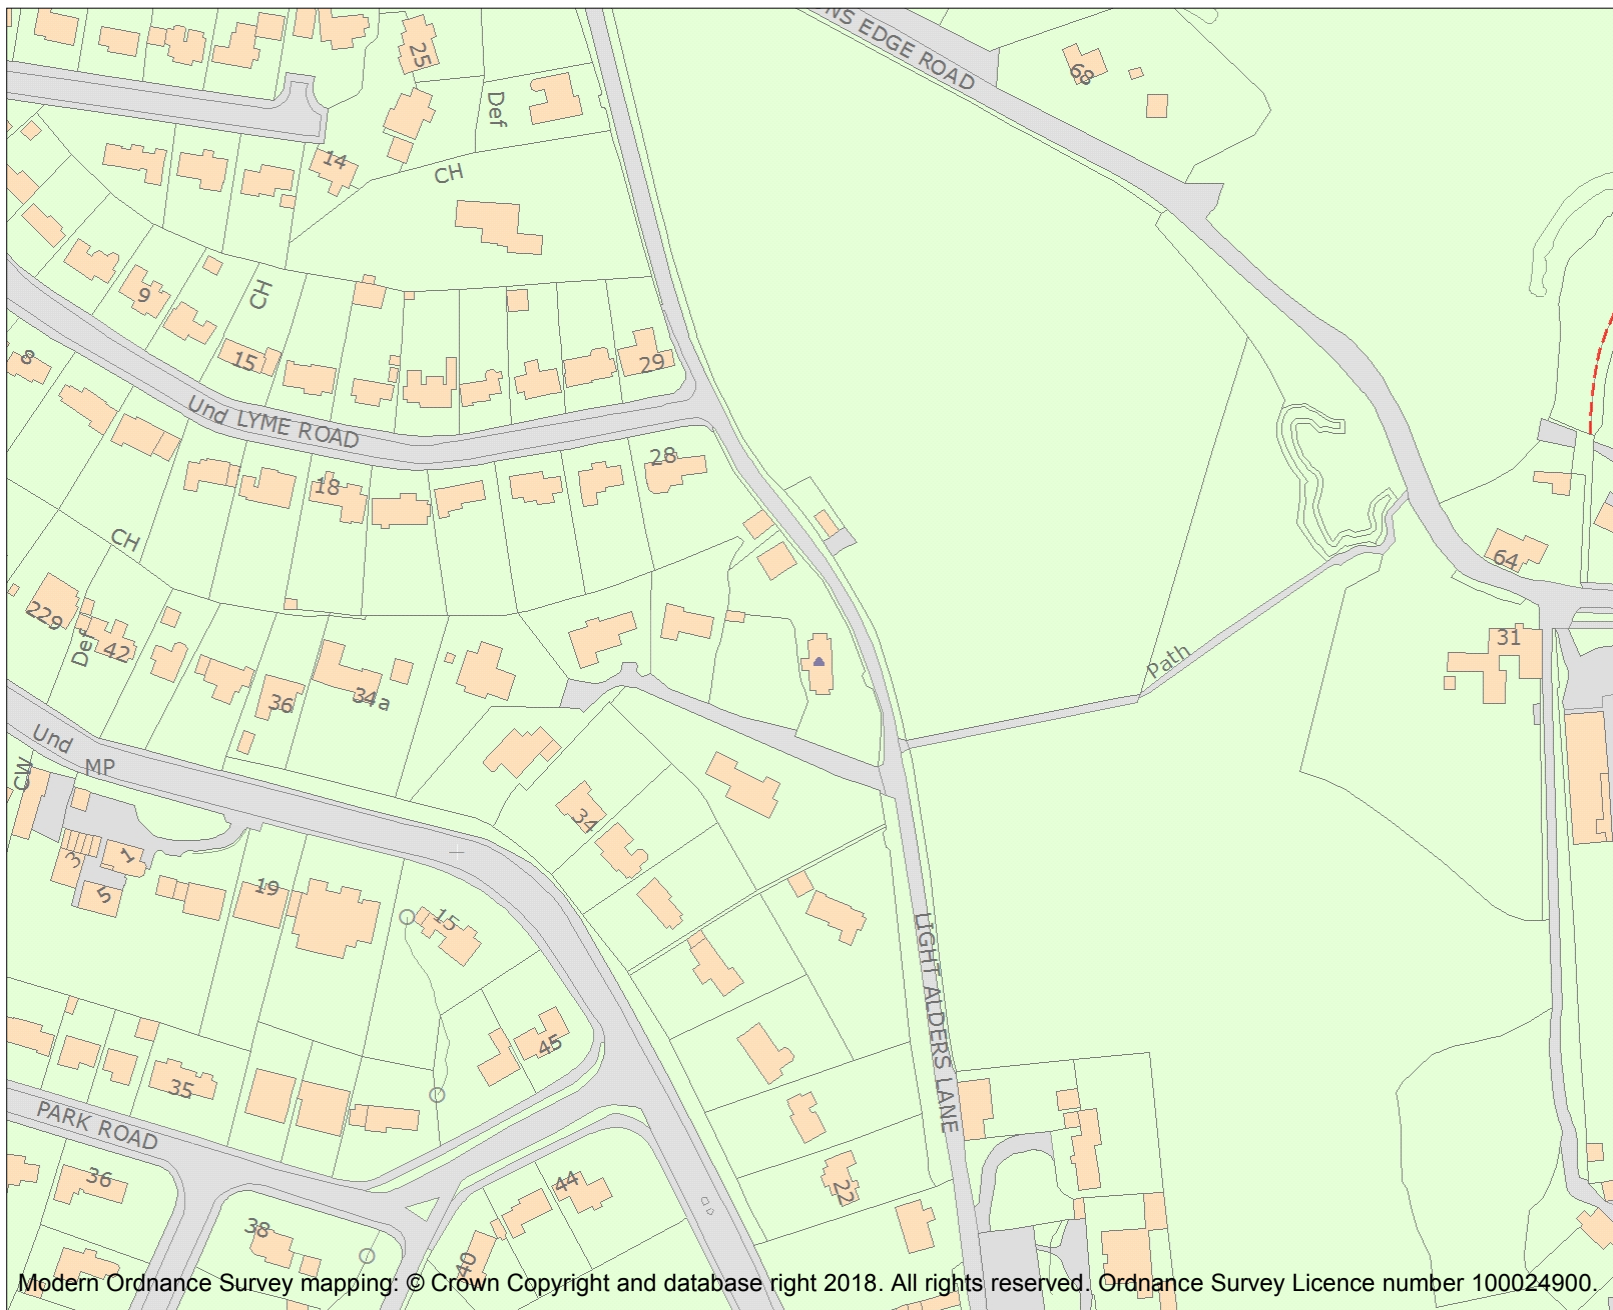 NS EDGE ROAD
25
68
Def
14
CH
9
CH
8
15
29
Und LYME ROAD
28
18
CH
64
229
42
Def
31
Path
36
34a
Und
MP
CW
34
3
1
5
19
15
LIGHT ALDERS LANE
45
35
PARK ROAD
36
44
22
38
40
Modern Ordnance Survey mapping: © Crown Copyright and database right 2018. All rights reserved. Ordnance Survey Licence number 100024900.